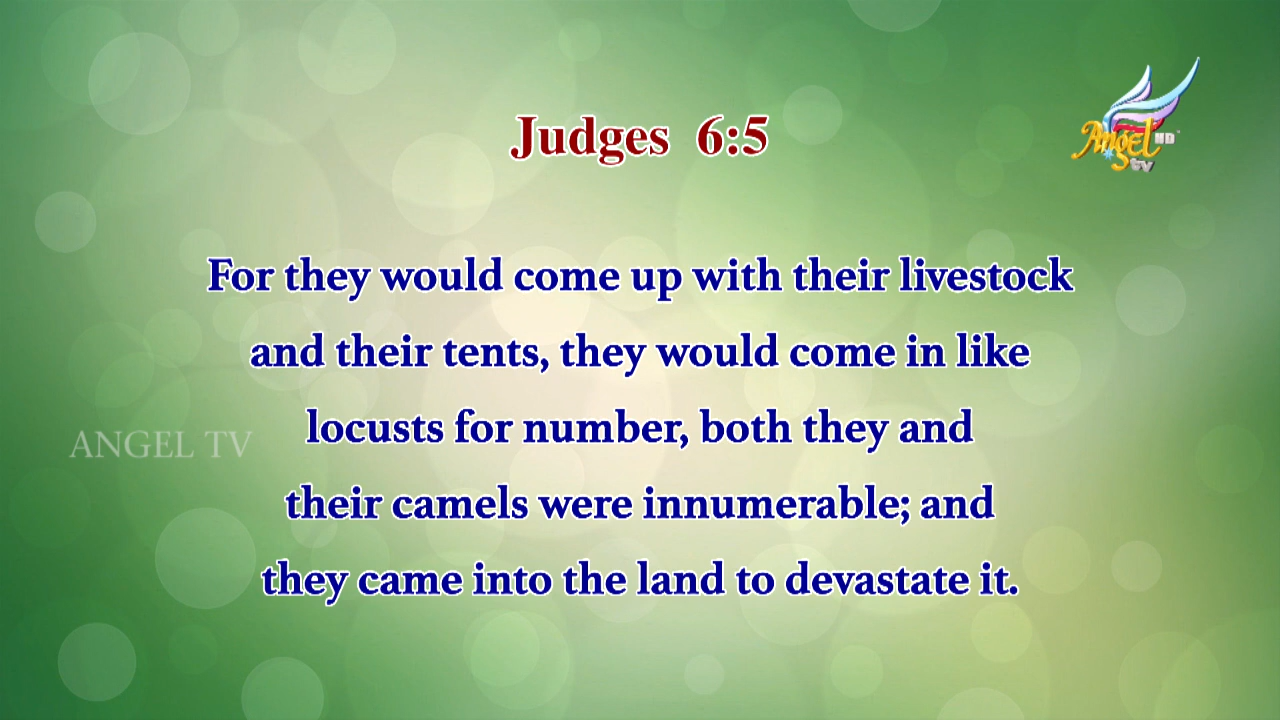 Judges 6:5
Angel HD
tv
For they would come up with their livestock
and their tents, they would come in like
locusts for number, both they and
ANGEL TV
their camels were innumerable; and
they came into the land to devastate it.